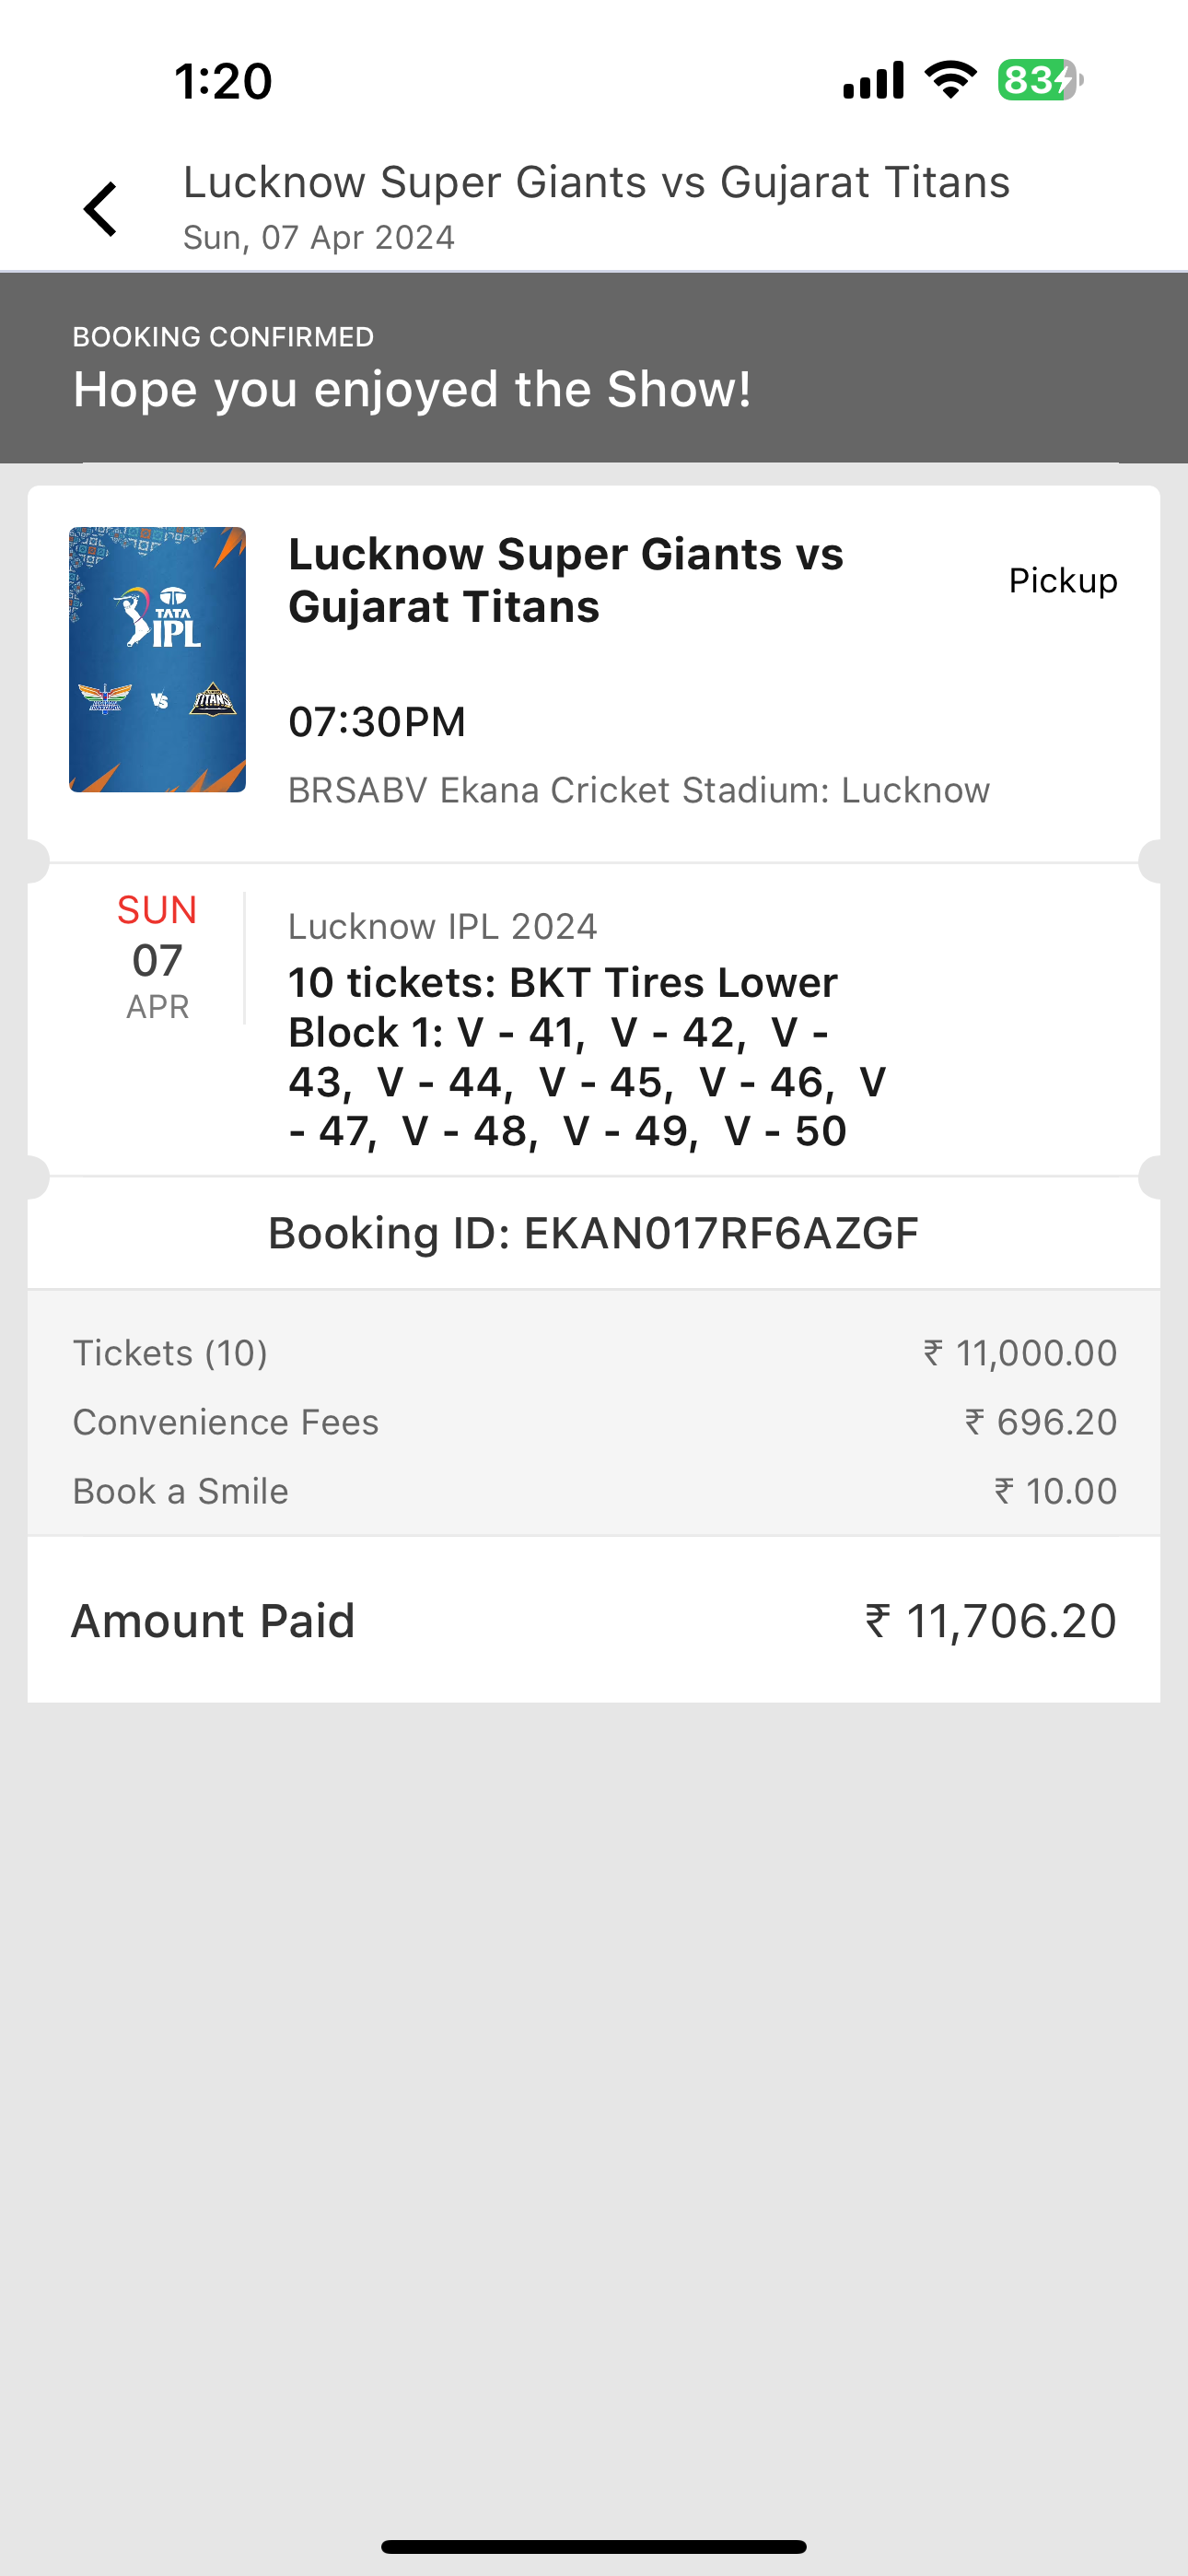 1:20
83
Lucknow Super Giants vs Gujarat Titans
Sun, 07 Apr 2024
BOOKING CONFIRMED
Hope you enjoyed the Show!
TATA
IPL
VS
TITANS
Lucknow Super Giants vs
Gujarat Titans
Pickup
07:30PM
BRSABV Ekana Cricket Stadium: Lucknow
SUN
07
APR
Lucknow IPL 2024
10 tickets: BKT Tires Lower
Block 1: V - 41,  V - 42,  V -
43,  V - 44,  V - 45,  V - 46,  V
- 47,  V - 48,  V - 49,  V - 50
Booking ID: EKAN017RF6AZGF
Tickets (10) ₹ 11,000.00
Convenience Fees ₹ 696.20
Book a Smile ₹ 10.00
Amount Paid ₹ 11,706.20